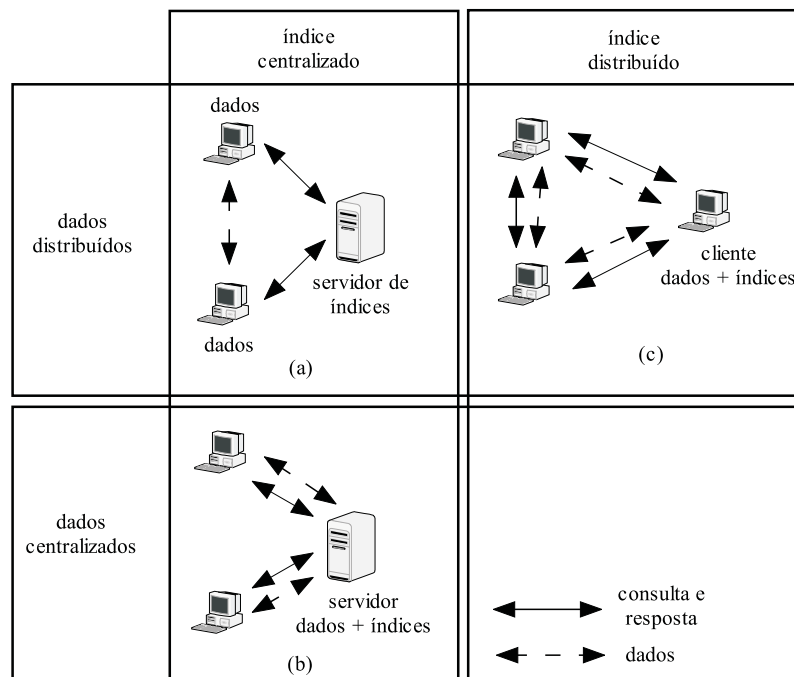 índice
centralizado
índice
distribuído
dados
distribuídos
dados
servidor de
índices
dados
(a)
cliente
dados + índices
(c)
dados
centralizados
servidor
dados + índices
(b)
consulta e
resposta
dados